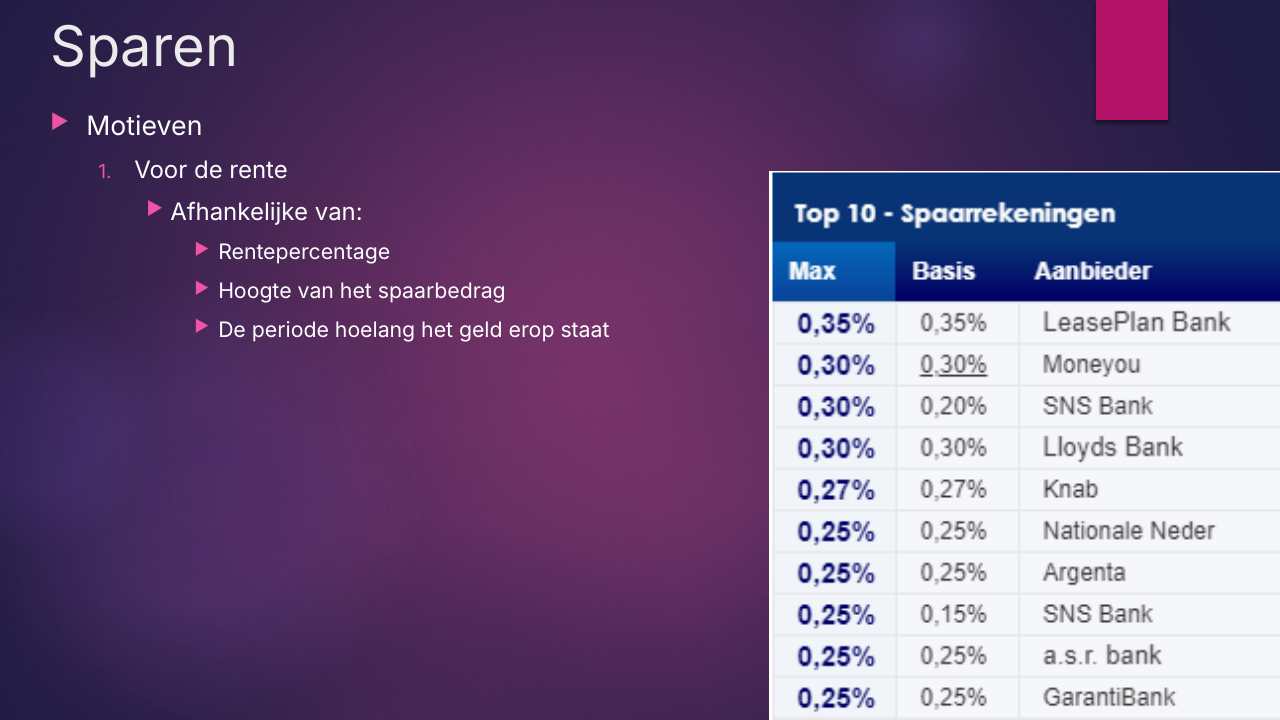 Sparen
Motieven
1. Voor de rente
Afhankelijke van:
Rentepercentage
Hoogte van het spaarbedrag
De periode hoelang het geld erop staat
Top 10 - Spaarrekeningen
Max Basis Aanbieder
0,35% 0,35% LeasePlan Bank
0,30% 0,30% Moneyou
0,30% 0,20% SNS Bank
0,30% 0,30% Lloyds Bank
0,27% 0,27% Knab
0,25% 0,25% Nationale Neder
0,25% 0,25% Argenta
0,25% 0,15% SNS Bank
0,25% 0,25% a.s.r. bank
0,25% 0,25% GarantiBank